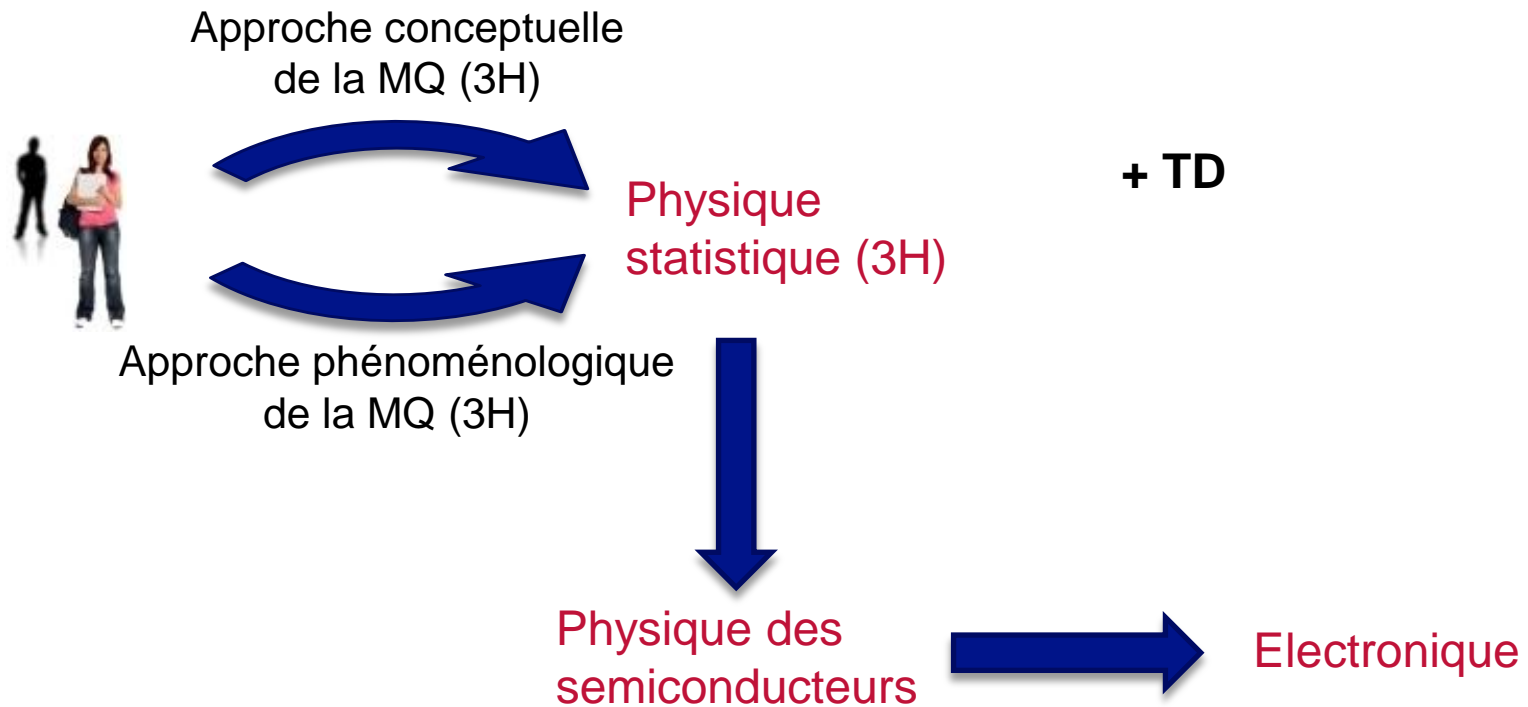 Approche conceptuelle
de la MQ (3H)
+ TD
Physique
statistique (3H)
Approche phénoménologique
de la MQ (3H)
Physique des
semiconducteurs
Electronique